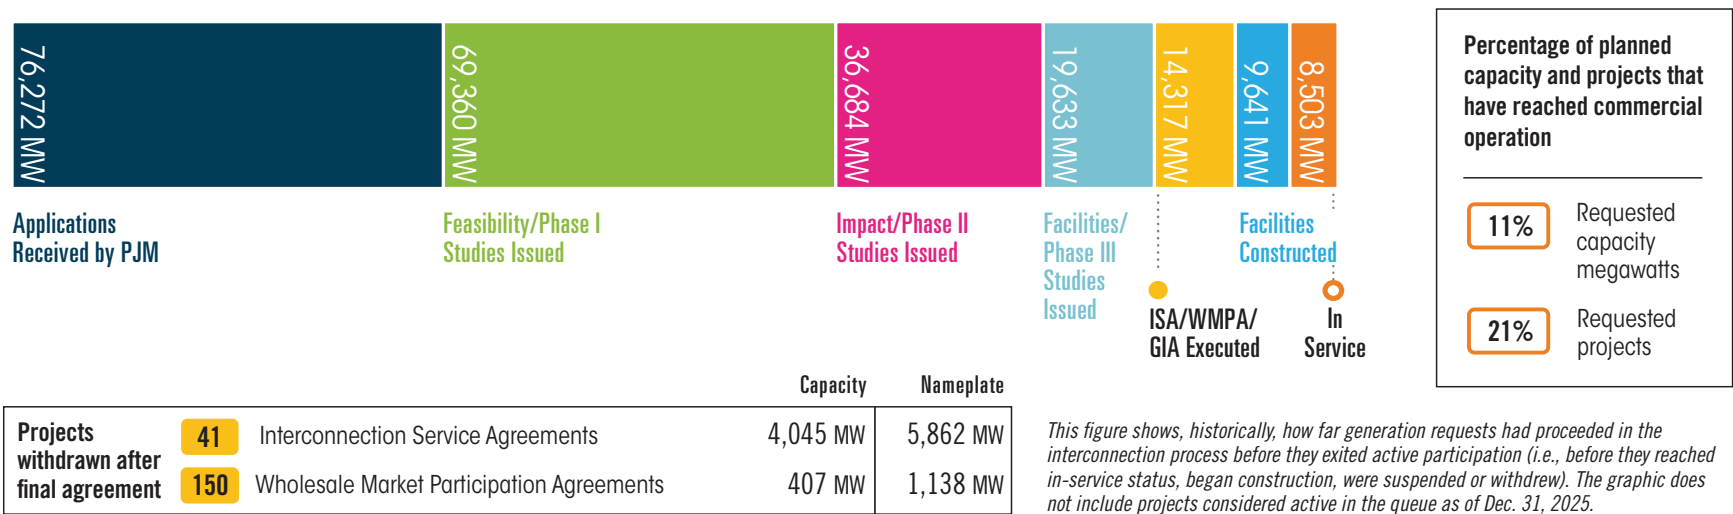 76,272 MW
69,360 MW
36,684 MW
19,633 MW
14,317 MW
9,641 MW
8,503 MW
Applications
Received by PJM
Feasibility/Phase I
Studies Issued
Impact/Phase II
Studies Issued
Facilities/
Phase III
Studies
Issued
ISA/WMPA/
GIA Executed
Facilities
Constructed
In
Service
Percentage of planned
capacity and projects that
have reached commercial
operation
11%
Requested
capacity
megawatts
21%
Requested
projects
Capacity Nameplate
Projects
withdrawn after
final agreement
41 Interconnection Service Agreements 4,045 MW 5,862 MW
150 Wholesale Market Participation Agreements 407 MW 1,138 MW
This figure shows, historically, how far generation requests had proceeded in the
interconnection process before they exited active participation (i.e., before they reached
in-service status, began construction, were suspended or withdrew). The graphic does
not include projects considered active in the queue as of Dec. 31, 2025.